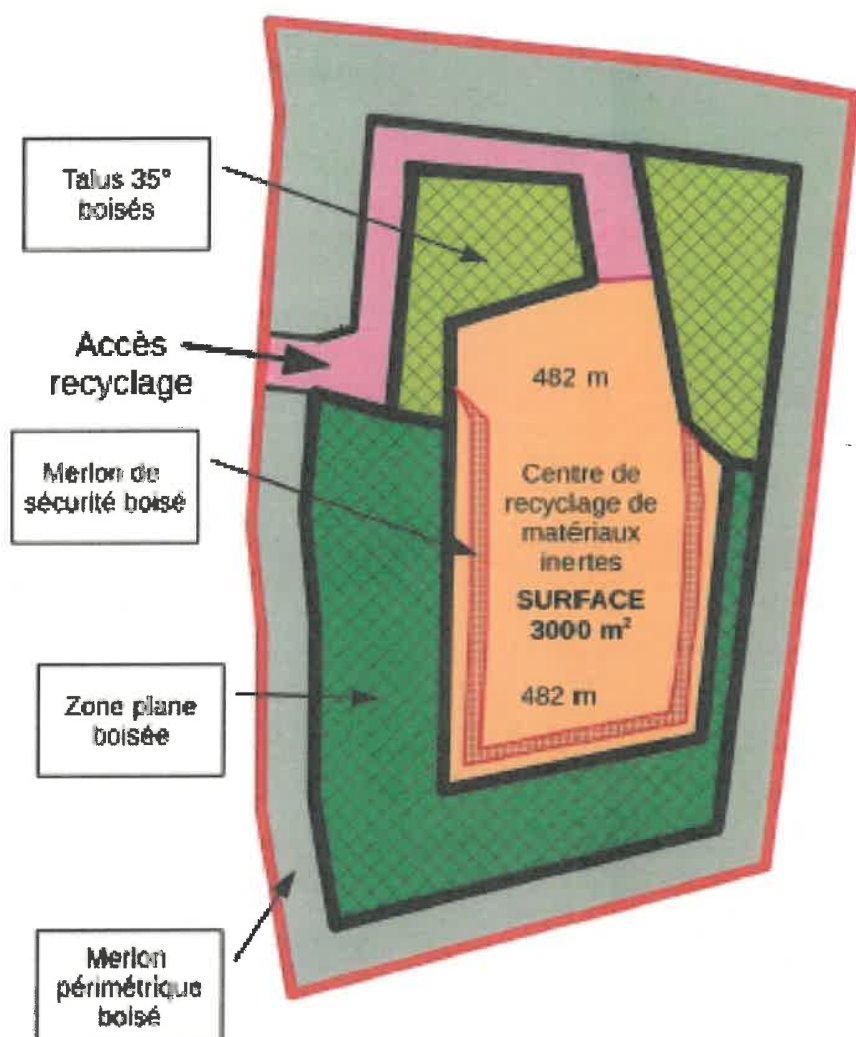 Talus 35°
boisés
Accès
recyclage
Merlon de
sécurité boisé
Zone plane
boisée
Merlon
périmétrique
boisé
482 m
Centre de
recyclage de
matériaux
inertes
SURFACE
3000 m²
482 m